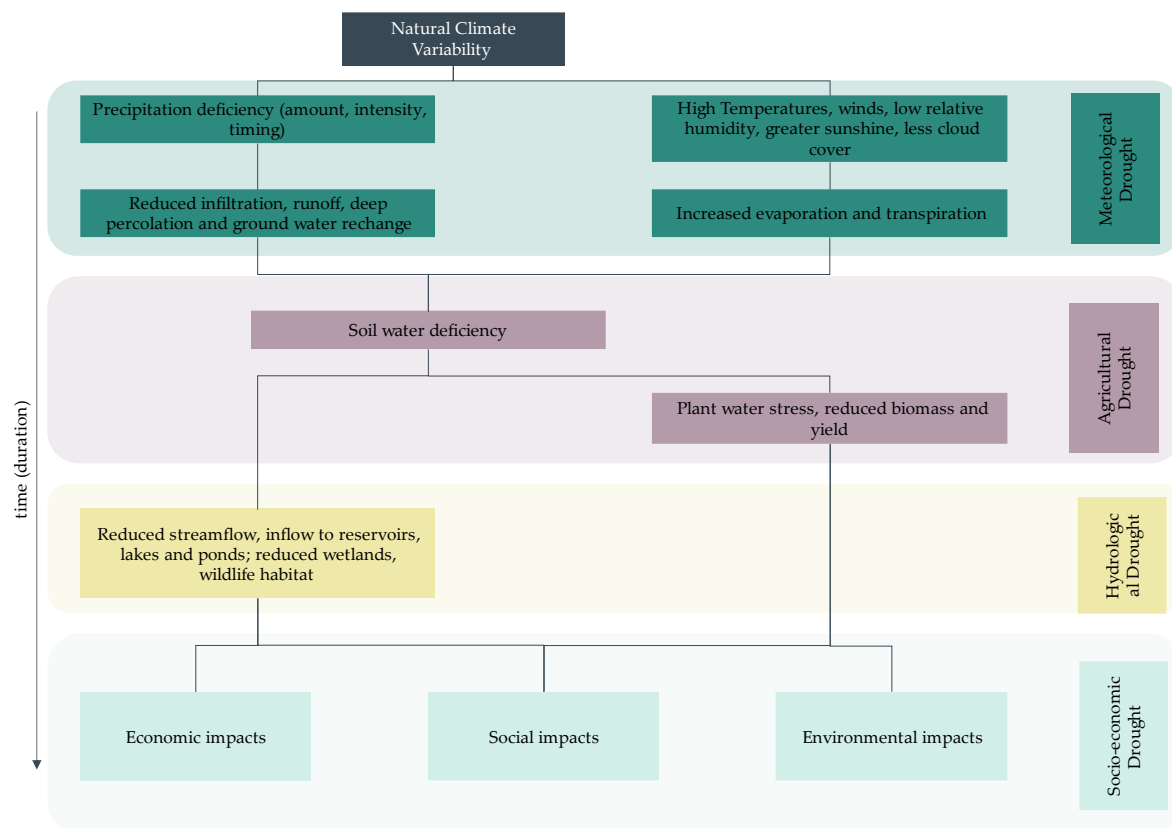 Natural Climate
Variability
Precipitation deficiency (amount, intensity,
timing)
High Temperatures, winds, low relative
humidity, greater sunshine, less cloud
cover
Reduced infiltration, runoff, deep
percolation and ground water rechange
Increased evaporation and transpiration
Meteorological
Drought
Soil water deficiency
Plant water stress, reduced biomass and
yield
Agricultural
Drought
time (duration)
Reduced streamflow, inflow to reservoirs,
lakes and ponds; reduced wetlands,
wildlife habitat
Hydrologic
al Drought
Economic impacts
Social impacts
Environmental impacts
Socio-economic
Drought